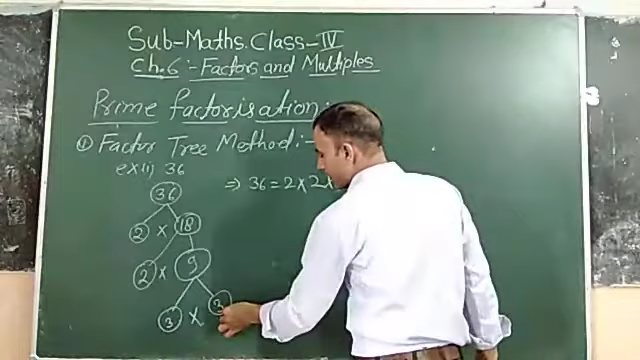 Sub-Maths. Class-IV
Ch.6:- Factors and Multiples
Prime factorisation:
(1) Factor Tree Method:-
ex(i) 36
36 ⇒ 36=2×2×
2 × 18
2 × 9
3 × 3